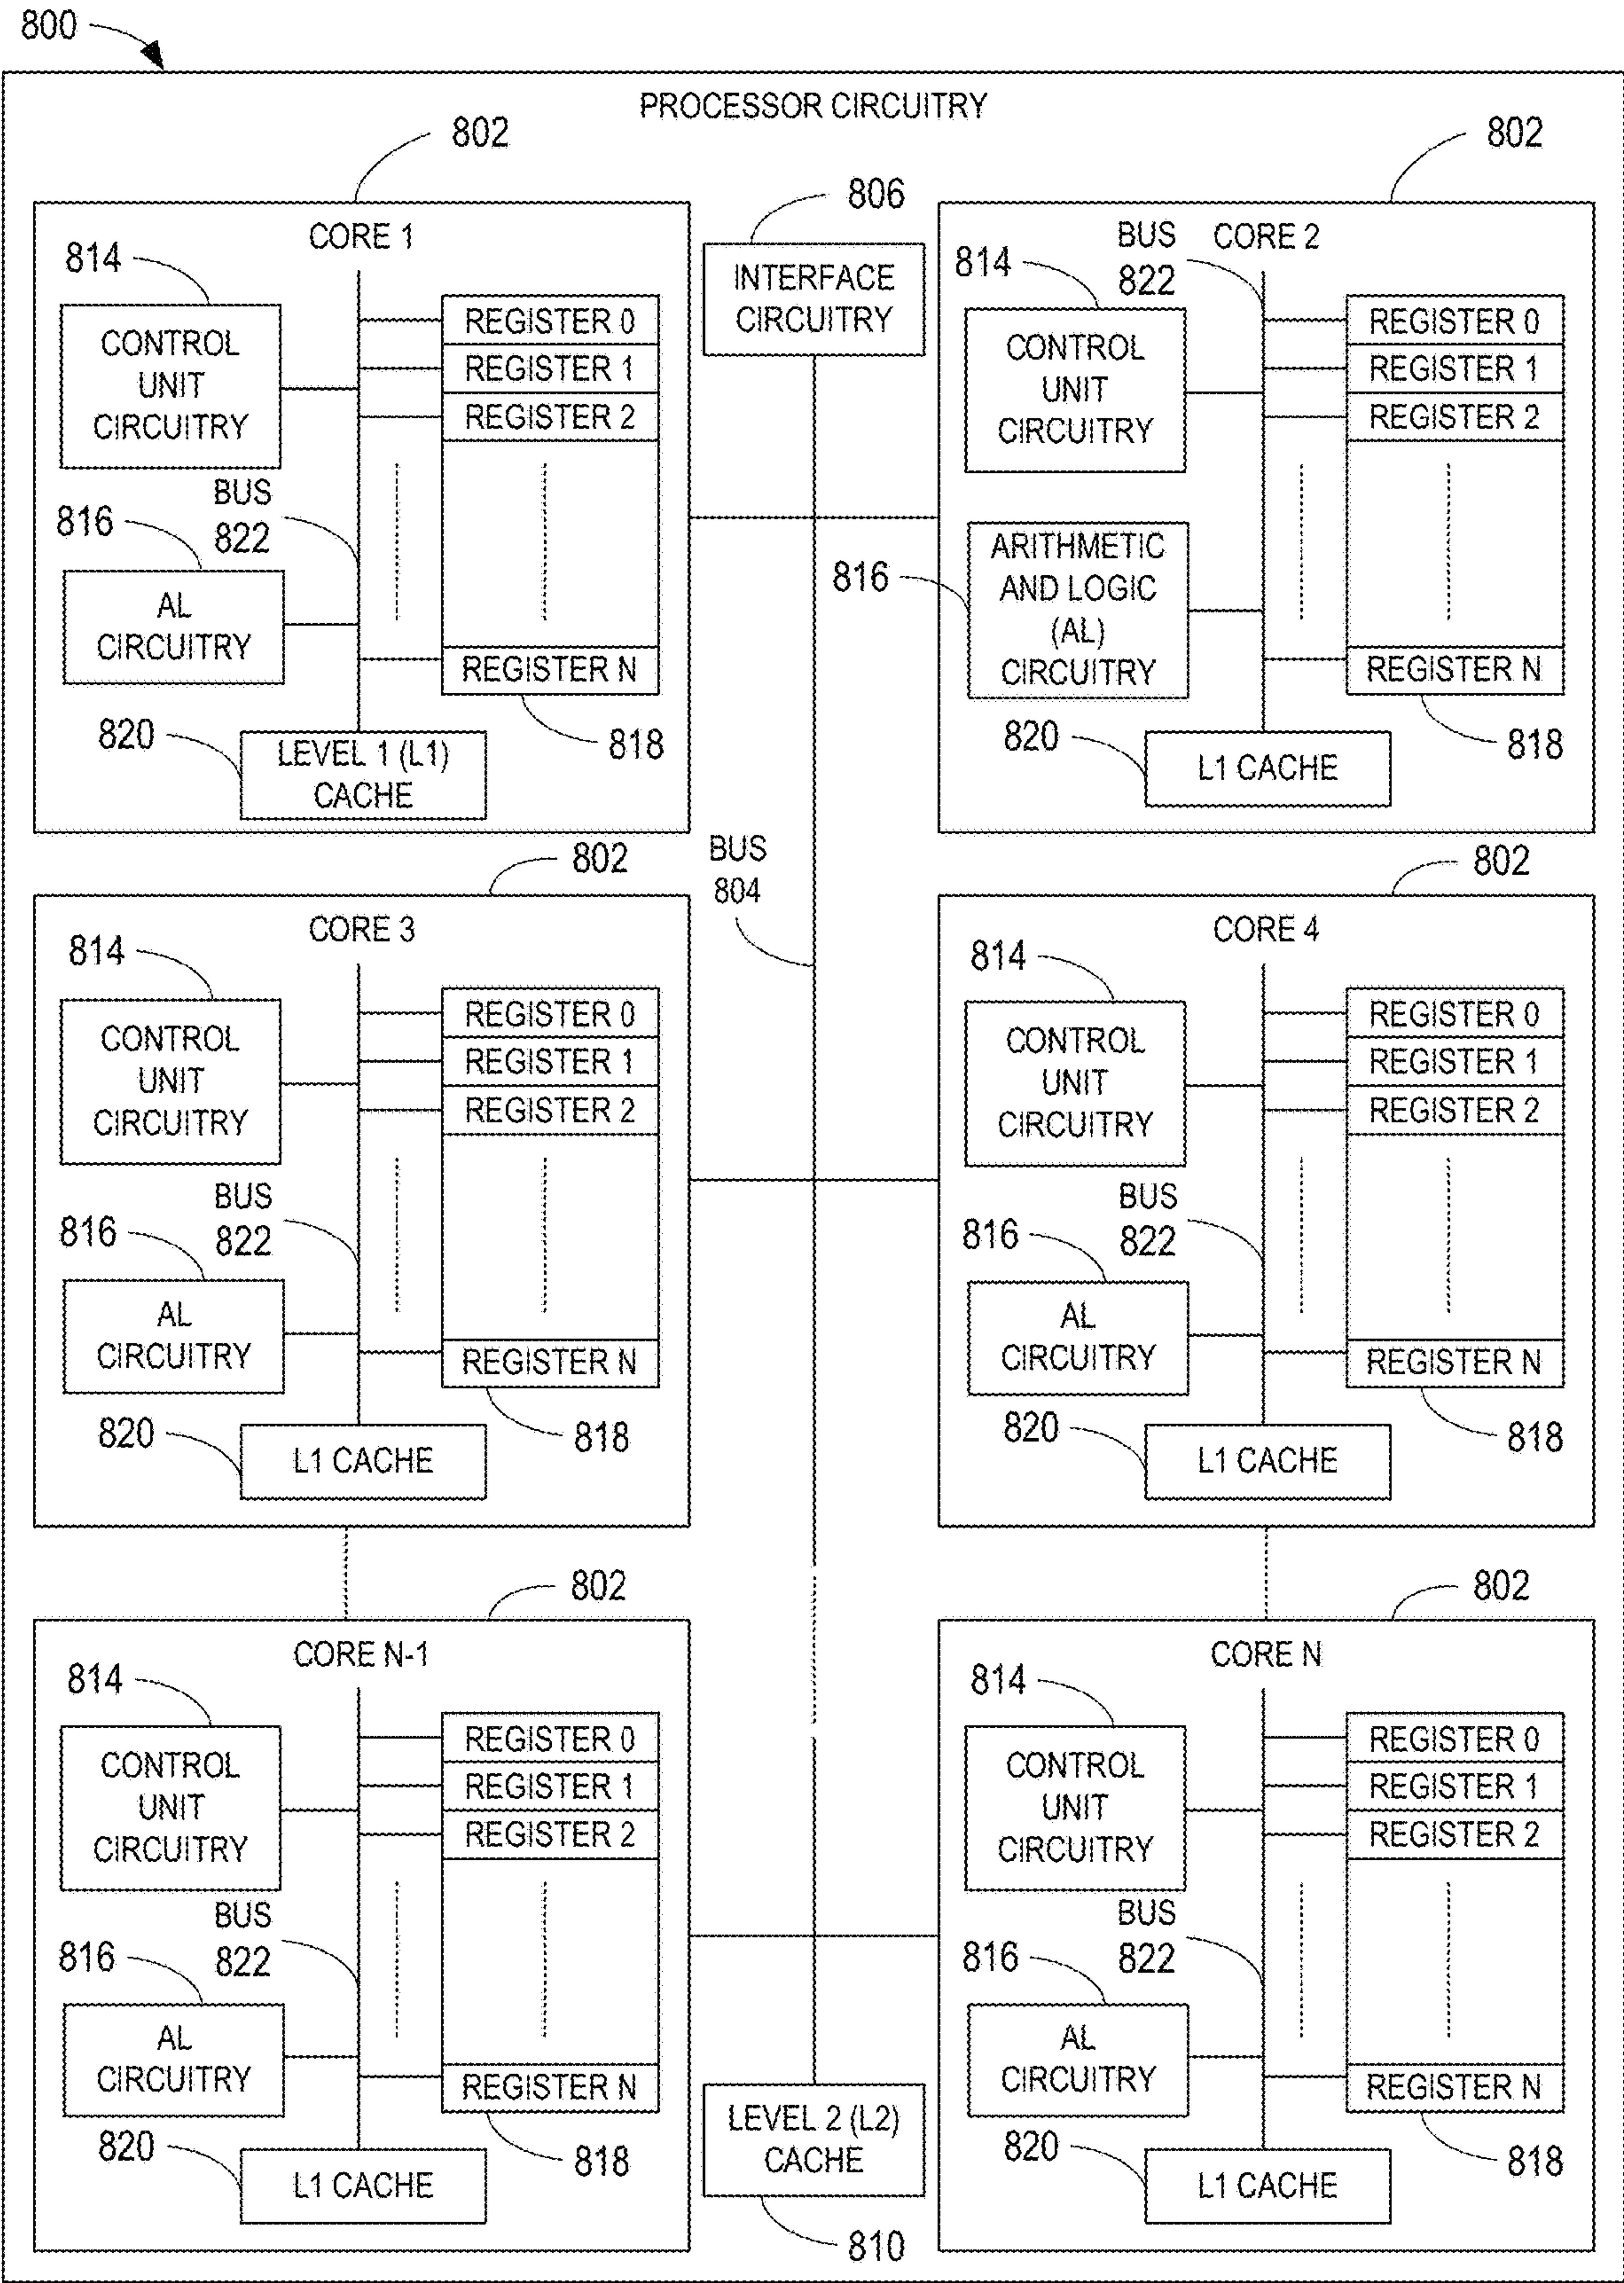 800
PROCESSOR CIRCUITRY
802
CORE 1
814
CONTROL
UNIT
CIRCUITRY
REGISTER 0
REGISTER 1
REGISTER 2
BUS
822
816
AL
CIRCUITRY
REGISTER N
818
820
LEVEL 1 (L1)
CACHE
806
INTERFACE
CIRCUITRY
802
BUS
822
CORE 2
814
CONTROL
UNIT
CIRCUITRY
REGISTER 0
REGISTER 1
REGISTER 2
816
ARITHMETIC
AND LOGIC
(AL)
CIRCUITRY
REGISTER N
818
820
L1 CACHE
BUS
804
802
CORE 3
814
CONTROL
UNIT
CIRCUITRY
REGISTER 0
REGISTER 1
REGISTER 2
BUS
822
816
AL
CIRCUITRY
REGISTER N
818
820
L1 CACHE
802
CORE 4
814
CONTROL
UNIT
CIRCUITRY
REGISTER 0
REGISTER 1
REGISTER 2
BUS
822
816
AL
CIRCUITRY
REGISTER N
818
820
L1 CACHE
802
CORE N-1
814
CONTROL
UNIT
CIRCUITRY
REGISTER 0
REGISTER 1
REGISTER 2
BUS
822
816
AL
CIRCUITRY
REGISTER N
818
820
L1 CACHE
LEVEL 2 (L2)
CACHE
810
802
CORE N
814
CONTROL
UNIT
CIRCUITRY
REGISTER 0
REGISTER 1
REGISTER 2
BUS
822
816
AL
CIRCUITRY
REGISTER N
818
820
L1 CACHE